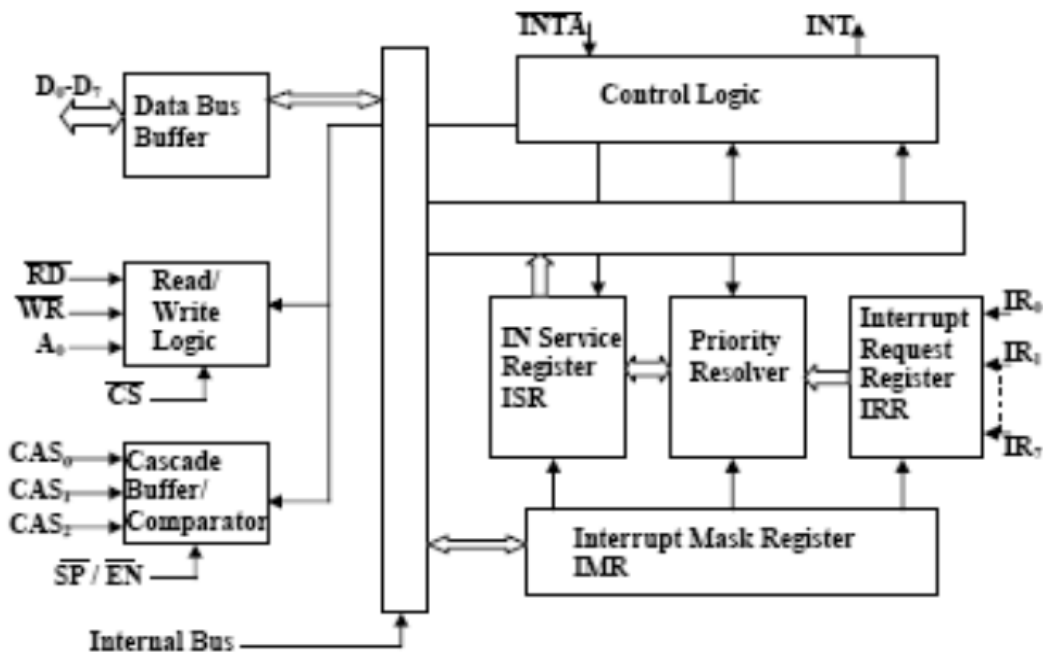 INTA
INT
Control Logic
D₀-D₇
Data Bus
Buffer
RD
WR
A₀
Read/
Write
Logic
CS
IN Service
Register
ISR
Priority
Resolver
Interrupt
Request
Register
IRR
IR₀
IR₁
IR₇
CAS₀
CAS₁
CAS₂
Cascade
Buffer/
Comparator
SP / EN
Interrupt Mask Register
IMR
Internal Bus